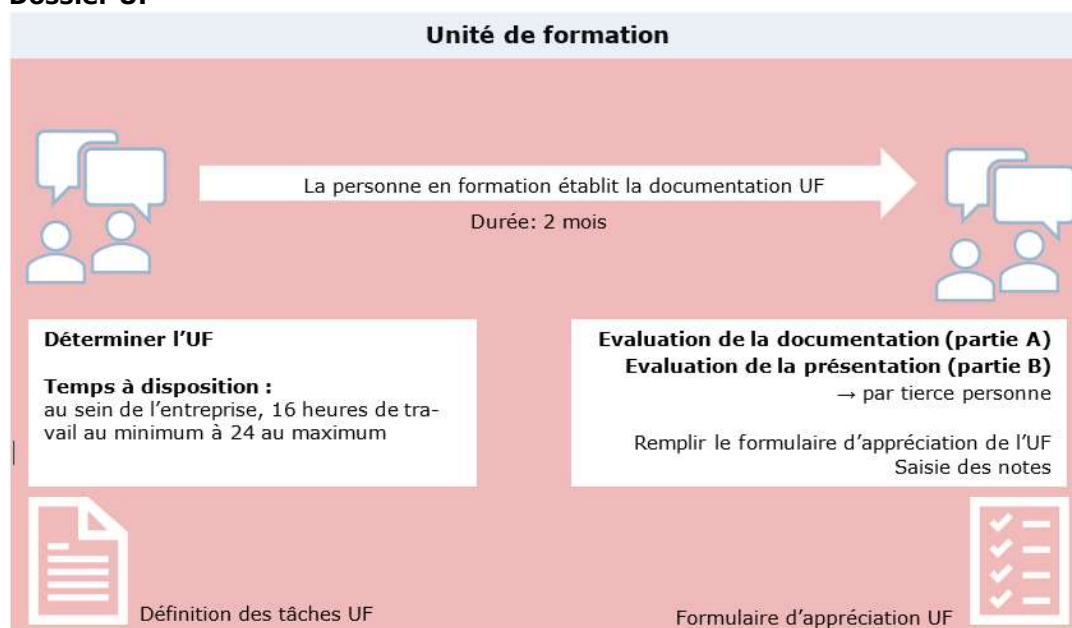 Unité de formation
La personne en formation établit la documentation UF
Durée: 2 mois
Déterminer l'UF
Temps à disposition :
au sein de l'entreprise, 16 heures de tra-
vail au minimum à 24 au maximum
Evaluation de la documentation (partie A)
Evaluation de la présentation (partie B)
→ par tierce personne
Remplir le formulaire d'appréciation de l'UF
Saisie des notes
Définition des tâches UF
Formulaire d'appréciation UF